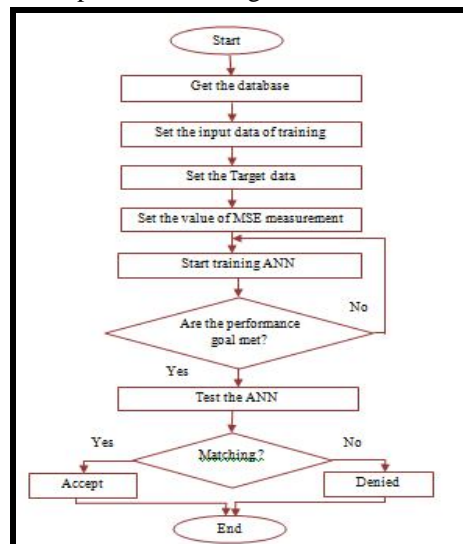 Start
Get the database
Set the input data of training
Set the Target data
Set the value of MSE measurement
Start training ANN
No
Are the performance
goal met?
Yes
Test the ANN
Yes
Matching?
No
Accept
Denied
End